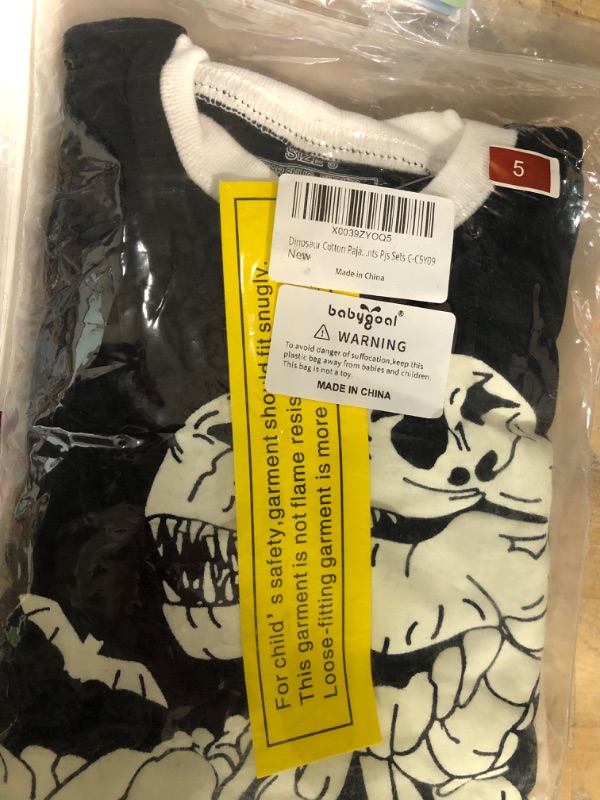 SIZE 5
5
X0039ZYOQ5
Dinosaur Cotton Paja...nts Pjs Sets C-C5Y09
New
Made in China
babygoal®
WARNING
To avoid danger of suffocation,keep this
plastic bag away from babies and children.
This bag is not a toy.
MADE IN CHINA
For child's safety,garment should fit snugly.
This garment is not flame resis
Loose-fitting garment is more